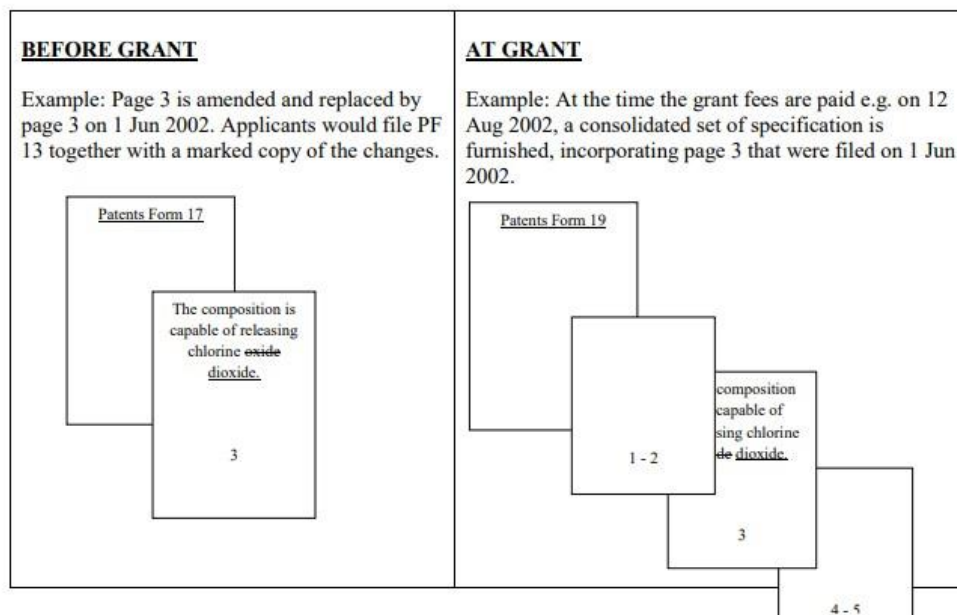 BEFORE GRANT
Example: Page 3 is amended and replaced by
page 3 on 1 Jun 2002. Applicants would file PF
13 together with a marked copy of the changes.
Patents Form 17
The composition is
capable of releasing
chlorine oxide
dioxide.
3
AT GRANT
Example: At the time the grant fees are paid e.g. on 12
Aug 2002, a consolidated set of specification is
furnished, incorporating page 3 that were filed on 1 Jun
2002.
Patents Form 19
1 - 2
composition
capable of
sing chlorine
de dioxide.
3
4 - 5